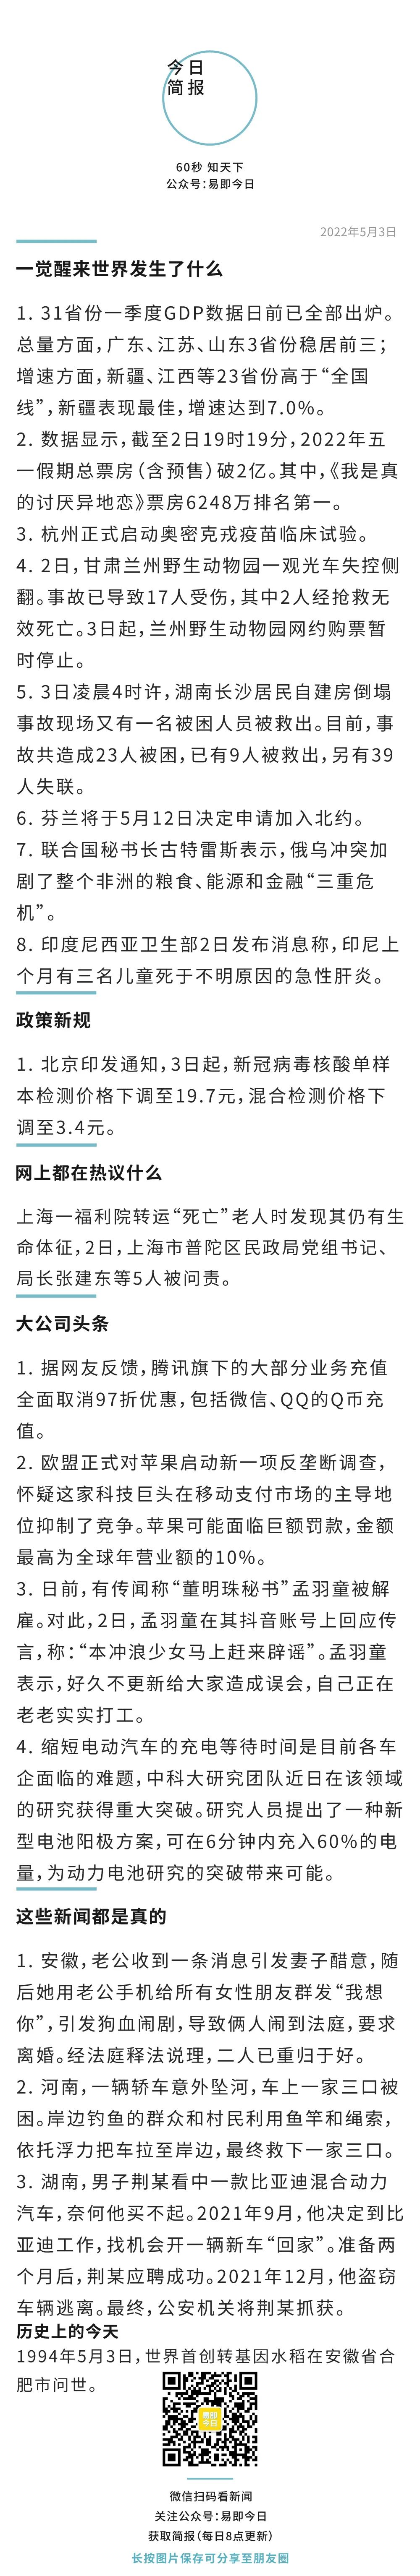 今日
简报
60秒 知天下
公众号：易即今日
2022年5月3日
一觉醒来世界发生了什么
1. 31省份一季度GDP数据日前已全部出炉。
总量方面，广东、江苏、山东3省份稳居前三；
增速方面，新疆、江西等23省份高于“全国
线”，新疆表现最佳，增速达到7.0%。
2. 数据显示，截至2日19时19分，2022年五
一假期总票房（含预售）破2亿。其中，《我是真
的讨厌异地恋》票房6248万排名第一。
3. 杭州正式启动奥密克戎疫苗临床试验。
4. 2日，甘肃兰州野生动物园一观光车失控侧
翻。事故已导致17人受伤，其中2人经抢救无
效死亡。3日起，兰州野生动物园网约购票暂
时停止。
5. 3日凌晨4时许，湖南长沙居民自建房倒塌
事故现场又有一名被困人员被救出。目前，事
故共造成23人被困，已有9人被救出，另有39
人失联。
6. 芬兰将于5月12日决定申请加入北约。
7. 联合国秘书长古特雷斯表示，俄乌冲突加
剧了整个非洲的粮食、能源和金融“三重危
机”。
8. 印度尼西亚卫生部2日发布消息称，印尼上
个月有三名儿童死于不明原因的急性肝炎。
政策新规
1. 北京印发通知，3日起，新冠病毒核酸单样
本检测价格下调至19.7元，混合检测价格下
调至3.4元。
网上都在热议什么
上海一福利院转运“死亡”老人时发现其仍有生
命体征，2日，上海市普陀区民政局党组书记、
局长张建东等5人被问责。
大公司头条
1. 据网友反馈，腾讯旗下的大部分业务充值
全面取消97折优惠，包括微信、QQ的Q币充
值。
2. 欧盟正式对苹果启动新一项反垄断调查，
怀疑这家科技巨头在移动支付市场的主导地
位抑制了竞争。苹果可能面临巨额罚款，金额
最高为全球年营业额的10%。
3. 日前，有传闻称“董明珠秘书”孟羽童被解
雇。对此，2日，孟羽童在其抖音账号上回应传
言，称：“本冲浪少女马上赶来辟谣”。孟羽童
表示，好久不更新给大家造成误会，自己正在
老老实实打工。
4. 缩短电动汽车的充电等待时间是目前各车
企面临的难题，中科大研究团队近日在该领域
的研究获得重大突破。研究人员提出了一种新
型电池阳极方案，可在6分钟内充入60%的电
量，为动力电池研究的突破带来可能。
这些新闻都是真的
1. 安徽，老公收到一条消息引发妻子醋意，随
后她用老公手机给所有女性朋友群发“我想
你”，引发狗血闹剧，导致俩人闹到法庭，要求
离婚。经法庭释法说理，二人已重归于好。
2. 河南，一辆轿车意外坠河，车上一家三口被
困。岸边钓鱼的群众和村民利用鱼竿和绳索，
依托浮力把车拉至岸边，最终救下一家三口。
3. 湖南，男子荆某看中一款比亚迪混合动力
汽车，奈何他买不起。2021年9月，他决定到比
亚迪工作，找机会开一辆新车“回家”。准备两
个月后，荆某应聘成功。2021年12月，他盗窃
车辆逃离。最终，公安机关将荆某抓获。
历史上的今天
1994年5月3日，世界首创转基因水稻在安徽省合
肥市问世。
易即
今日
微信扫码看新闻
关注公众号：易即今日
获取简报（每日8点更新）
长按图片保存可分享至朋友圈